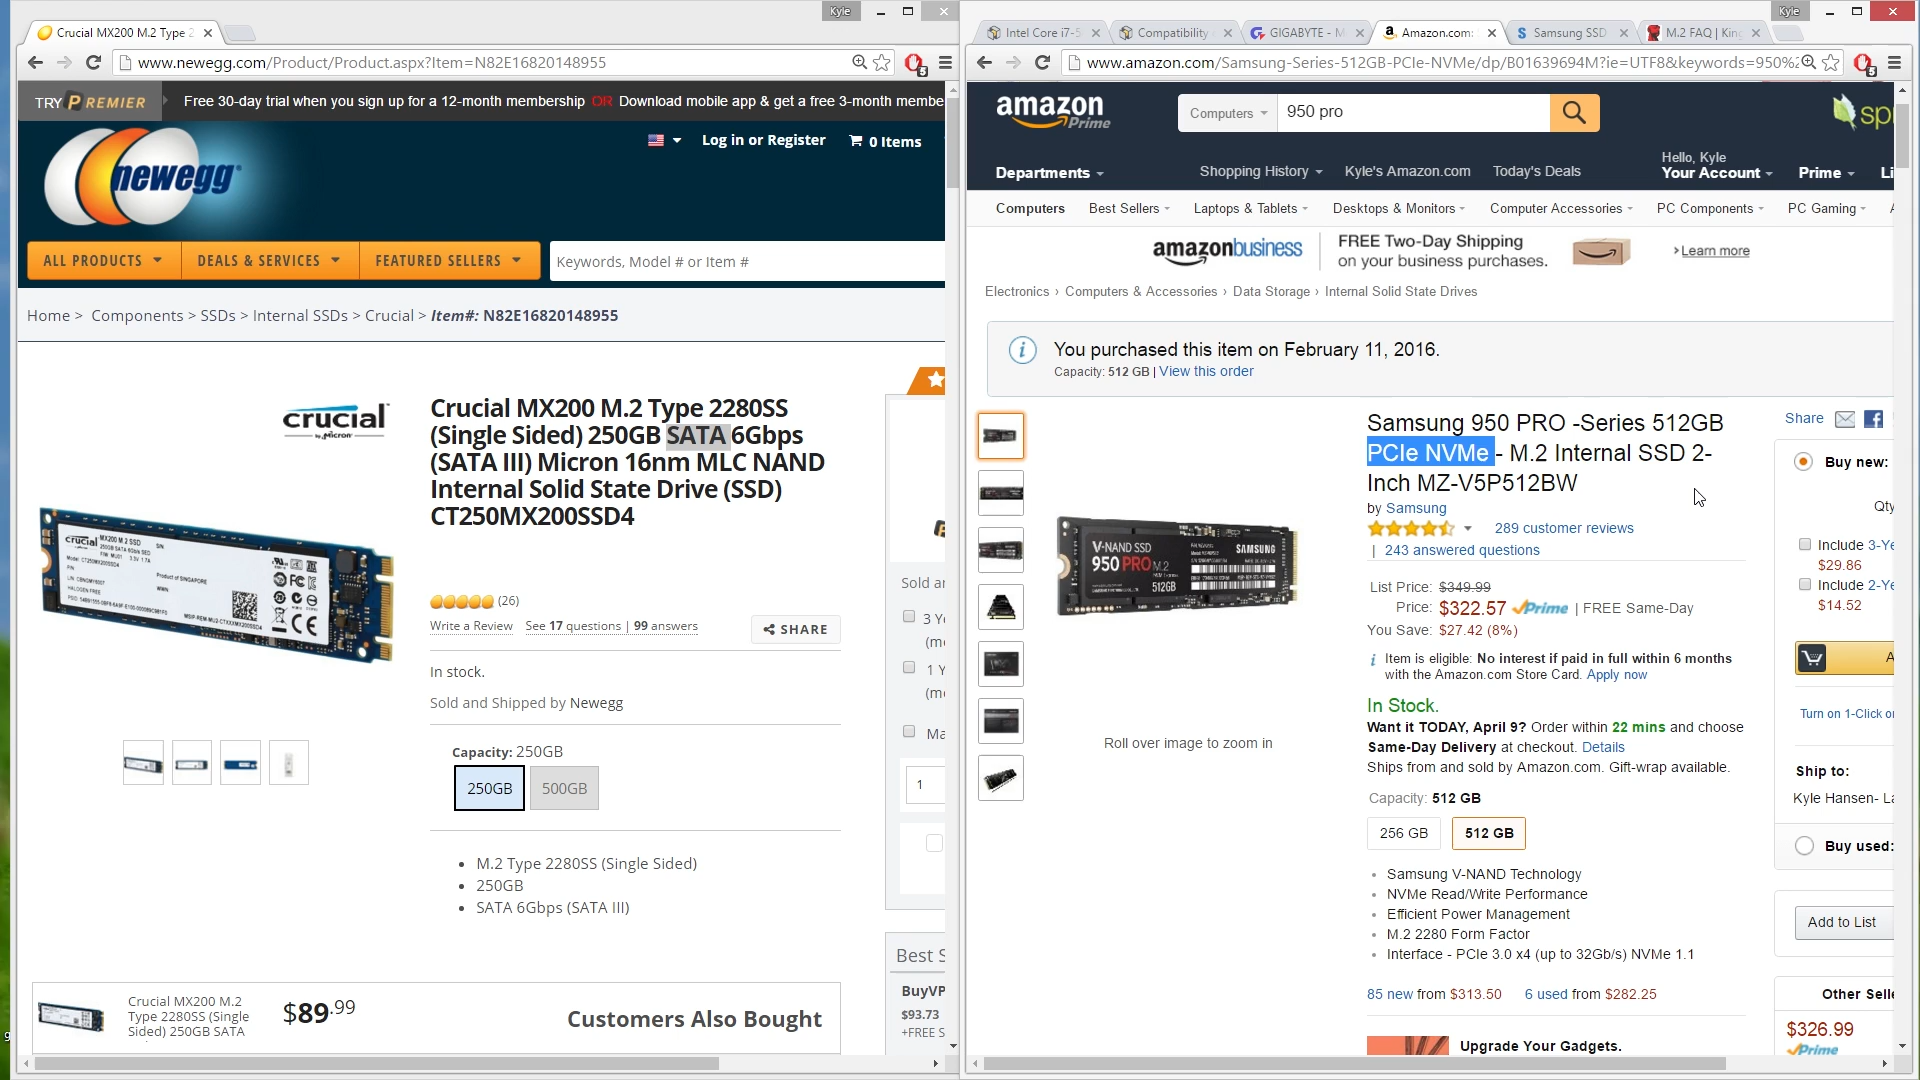 Kyle
Crucial MX200 M.2 Type 2
www.newegg.com/Product/Product.aspx?Item=N82E16820148955
TRY PREMIER
Free 30-day trial when you sign up for a 12-month membership OR Download mobile app & get a free 3-month membe
newegg
Log in or Register
0 Items
ALL PRODUCTS
DEALS & SERVICES
FEATURED SELLERS
Keywords, Model # or Item #
Home > Components > SSDs > Internal SSDs > Crucial > Item#: N82E16820148955
crucial
by Micron
Crucial MX200 M.2 Type 2280SS
(Single Sided) 250GB SATA 6Gbps
(SATA III) Micron 16nm MLC NAND
Internal Solid State Drive (SSD)
CT250MX200SSD4
(26)
Write a Review
See 17 questions | 99 answers
SHARE
In stock.
Sold and Shipped by Newegg
Capacity: 250GB
250GB
500GB
M.2 Type 2280SS (Single Sided)
250GB
SATA 6Gbps (SATA III)
Sold ar
3 Ye
(mo
1 Y
(mo
Ma
1
Best S
BuyVP
$93.73
+FREE S
Crucial MX200 M.2
Type 2280SS (Single
Sided) 250GB SATA
$89.99
Customers Also Bought
Kyle
Intel Core i7-5
Compatibility
GIGABYTE - M
Amazon.com:
Samsung SSD
M.2 FAQ | King
www.amazon.com/Samsung-Series-512GB-PCIe-NVMe/dp/B01639694M?ie=UTF8&keywords=950%2
amazon
Prime
Computers
950 pro
spr
Departments
Shopping History
Kyle's Amazon.com
Today's Deals
Hello, Kyle
Your Account
Prime
Li
Computers
Best Sellers
Laptops & Tablets
Desktops & Monitors
Computer Accessories
PC Components
PC Gaming
amazonbusiness
FREE Two-Day Shipping
on your business purchases.
Learn more
Electronics › Computers & Accessories › Data Storage › Internal Solid State Drives
You purchased this item on February 11, 2016.
Capacity: 512 GB | View this order
V-NAND SSD
950 PRO M.2
512GB
SAMSUNG
Roll over image to zoom in
Samsung 950 PRO -Series 512GB
PCIe NVMe - M.2 Internal SSD 2-
Inch MZ-V5P512BW
by Samsung
289 customer reviews
| 243 answered questions
List Price: $349.99
Price: $322.57 Prime | FREE Same-Day
You Save: $27.42 (8%)
Item is eligible: No interest if paid in full within 6 months
with the Amazon.com Store Card. Apply now
In Stock.
Want it TODAY, April 9? Order within 22 mins and choose
Same-Day Delivery at checkout. Details
Ships from and sold by Amazon.com. Gift-wrap available.
Capacity: 512 GB
256 GB
512 GB
Samsung V-NAND Technology
NVMe Read/Write Performance
Efficient Power Management
M.2 2280 Form Factor
Interface - PCIe 3.0 x4 (up to 32Gb/s) NVMe 1.1
85 new from $313.50
6 used from $282.25
Upgrade Your Gadgets.
Share
Buy new:
Qty
Include 3-Ye
$29.86
Include 2-Ye
$14.52
A
Turn on 1-Click or
Ship to:
Kyle Hansen- La
Buy used:
Add to List
Other Selle
$326.99
Prime